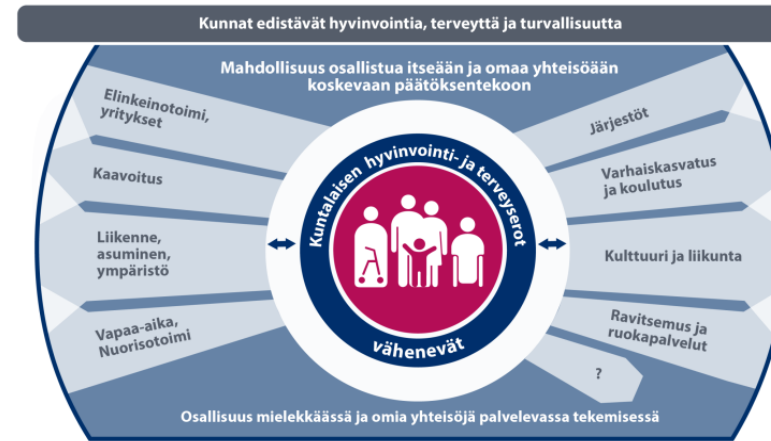 Kunnat edistävät hyvinvointia, terveyttä ja turvallisuutta
Mahdollisuus osallistua itseään ja omaa yhteisöään
koskevaan päätöksentekoon
Elinkeinotoimi,
yritykset
Kaavoitus
Liikenne,
asuminen,
ympäristö
Vapaa-aika,
Nuorisotoimi
Kuntalaisen hyvinvointi- ja terveyserot
vähenevät
Järjestöt
Varhaiskasvatus
ja koulutus
Kulttuuri ja liikunta
Ravitsemus ja
ruokapalvelut
?
Osallisuus mielekkäässä ja omia yhteisöjä palvelevassa tekemisessä